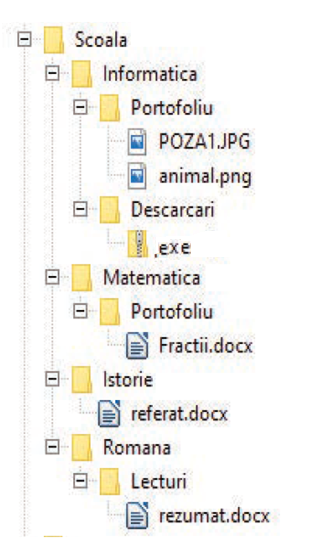 Scoala
Informatica
Portofoliu
POZA1.JPG
animal.png
Descarcari
.exe
Matematica
Portofoliu
Fractii.docx
Istorie
referat.docx
Romana
Lecturi
rezumat.docx